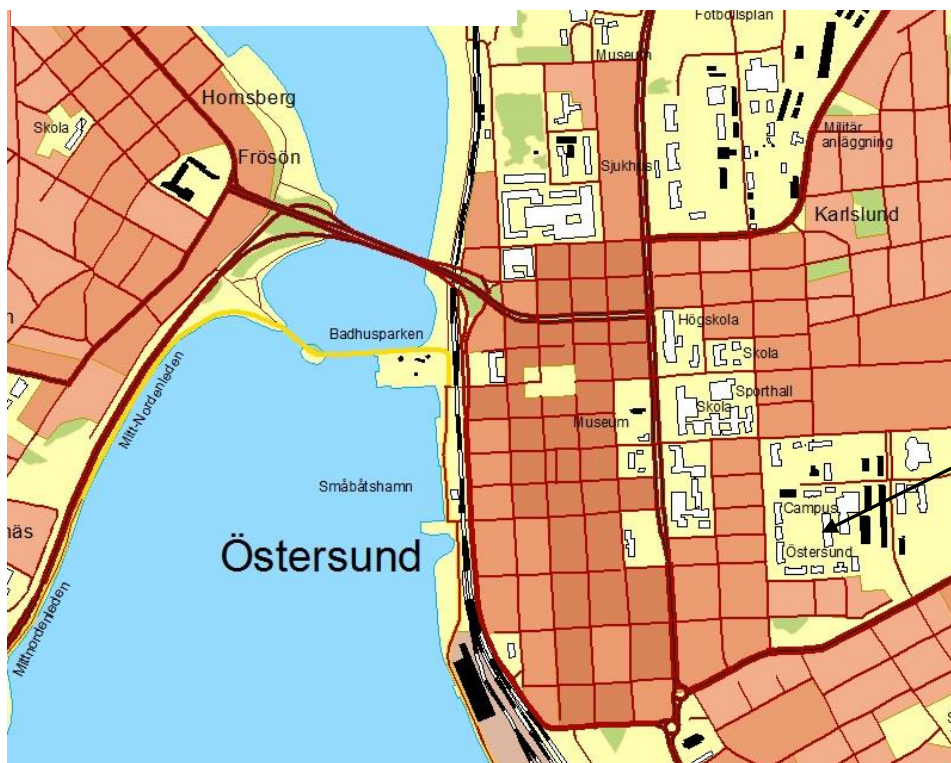 Fotbollsplan
Museum
Hornsberg
Skola
Militär
anläggning
Frösön
Sjukhus
Karlslund
Högskola
Badhusparken
Skola
Mitt-Nordenleden
Sporthall
Skola
Museum
Småbåtshamn
Campus
näs
Östersund
Östersund
Mittnordenleden